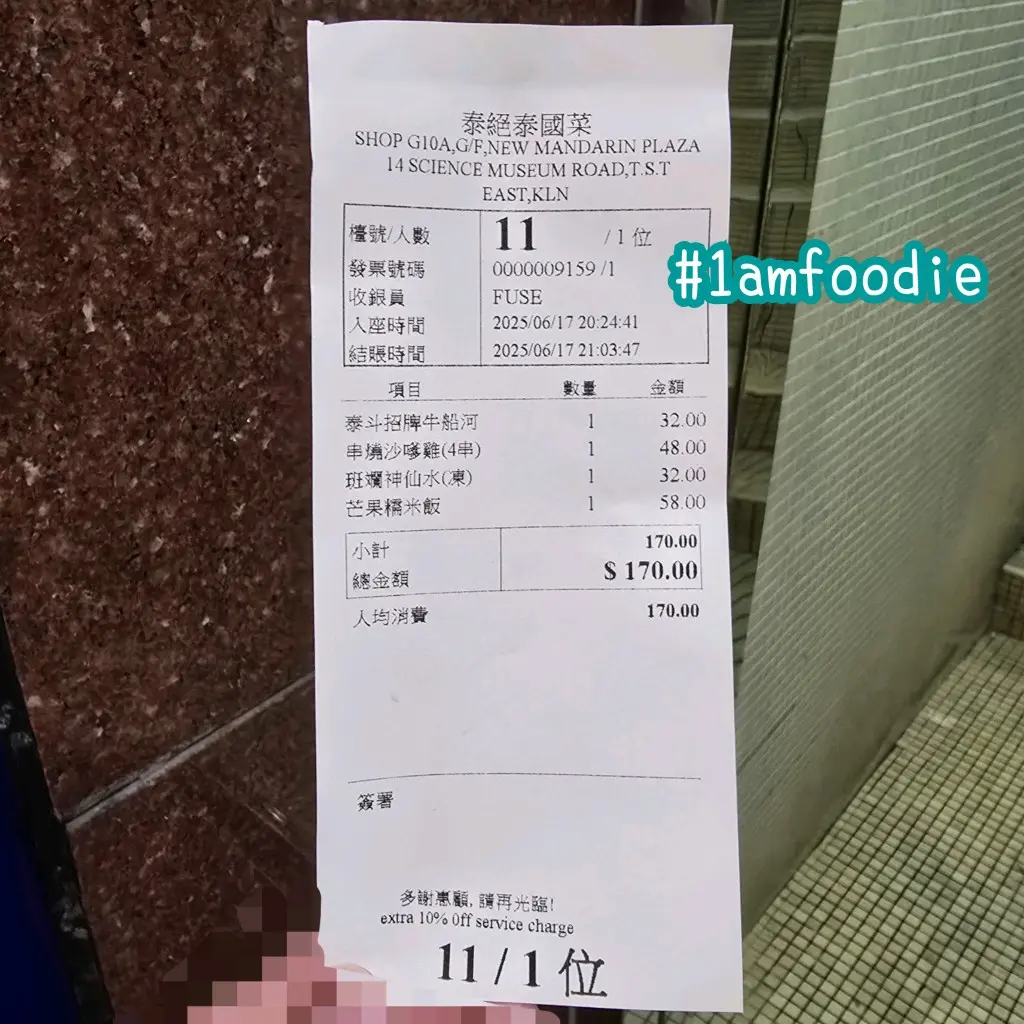 泰絕泰國菜
SHOP G10A,G/F,NEW MANDARIN PLAZA
14 SCIENCE MUSEUM ROAD,T.S.T
EAST,KLN
檯號/人數 11 / 1 位
發票號碼 0000009159 /1
收銀員 FUSE
入座時間 2025/06/17 20:24:41
結賬時間 2025/06/17 21:03:47
#1amfoodie
項目 數量 金額
泰斗招牌牛船河 1 32.00
串燒沙嗲雞(4串) 1 48.00
班斕神仙水(凍) 1 32.00
芒果糯米飯 1 58.00
小計 170.00
總金額 $ 170.00
人均消費 170.00
簽署
多謝惠顧, 請再光臨!
extra 10% 0ff service charge
11 / 1 位